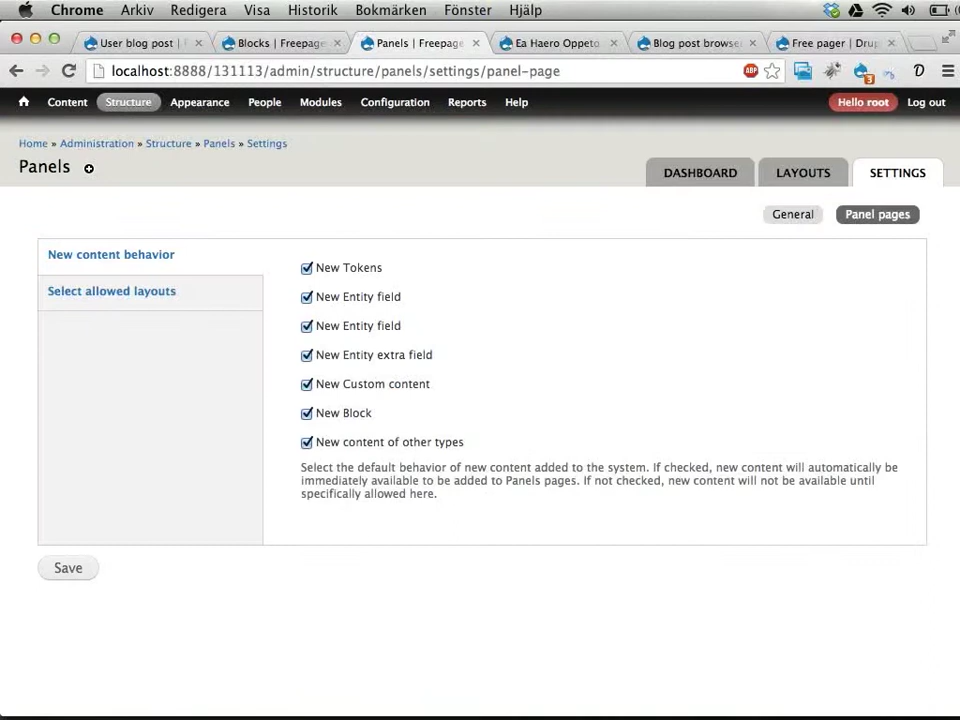 Chrome Arkiv Redigera Visa Historik Bokmärken Fönster Hjälp
User blog post | Blocks | Freepage Panels | Freepage Ea Haero Oppeto Blog post browse Free pager | Drup
localhost:8888/131113/admin/structure/panels/settings/panel-page ABP 3 D
Content Structure Appearance People Modules Configuration Reports Help Hello root Log out
Home » Administration » Structure » Panels » Settings
Panels
DASHBOARD LAYOUTS SETTINGS
General Panel pages
New content behavior
Select allowed layouts
New Tokens
New Entity field
New Entity field
New Entity extra field
New Custom content
New Block
New content of other types
Select the default behavior of new content added to the system. If checked, new content will automatically be
immediately available to be added to Panels pages. If not checked, new content will not be available until
specifically allowed here.
Save